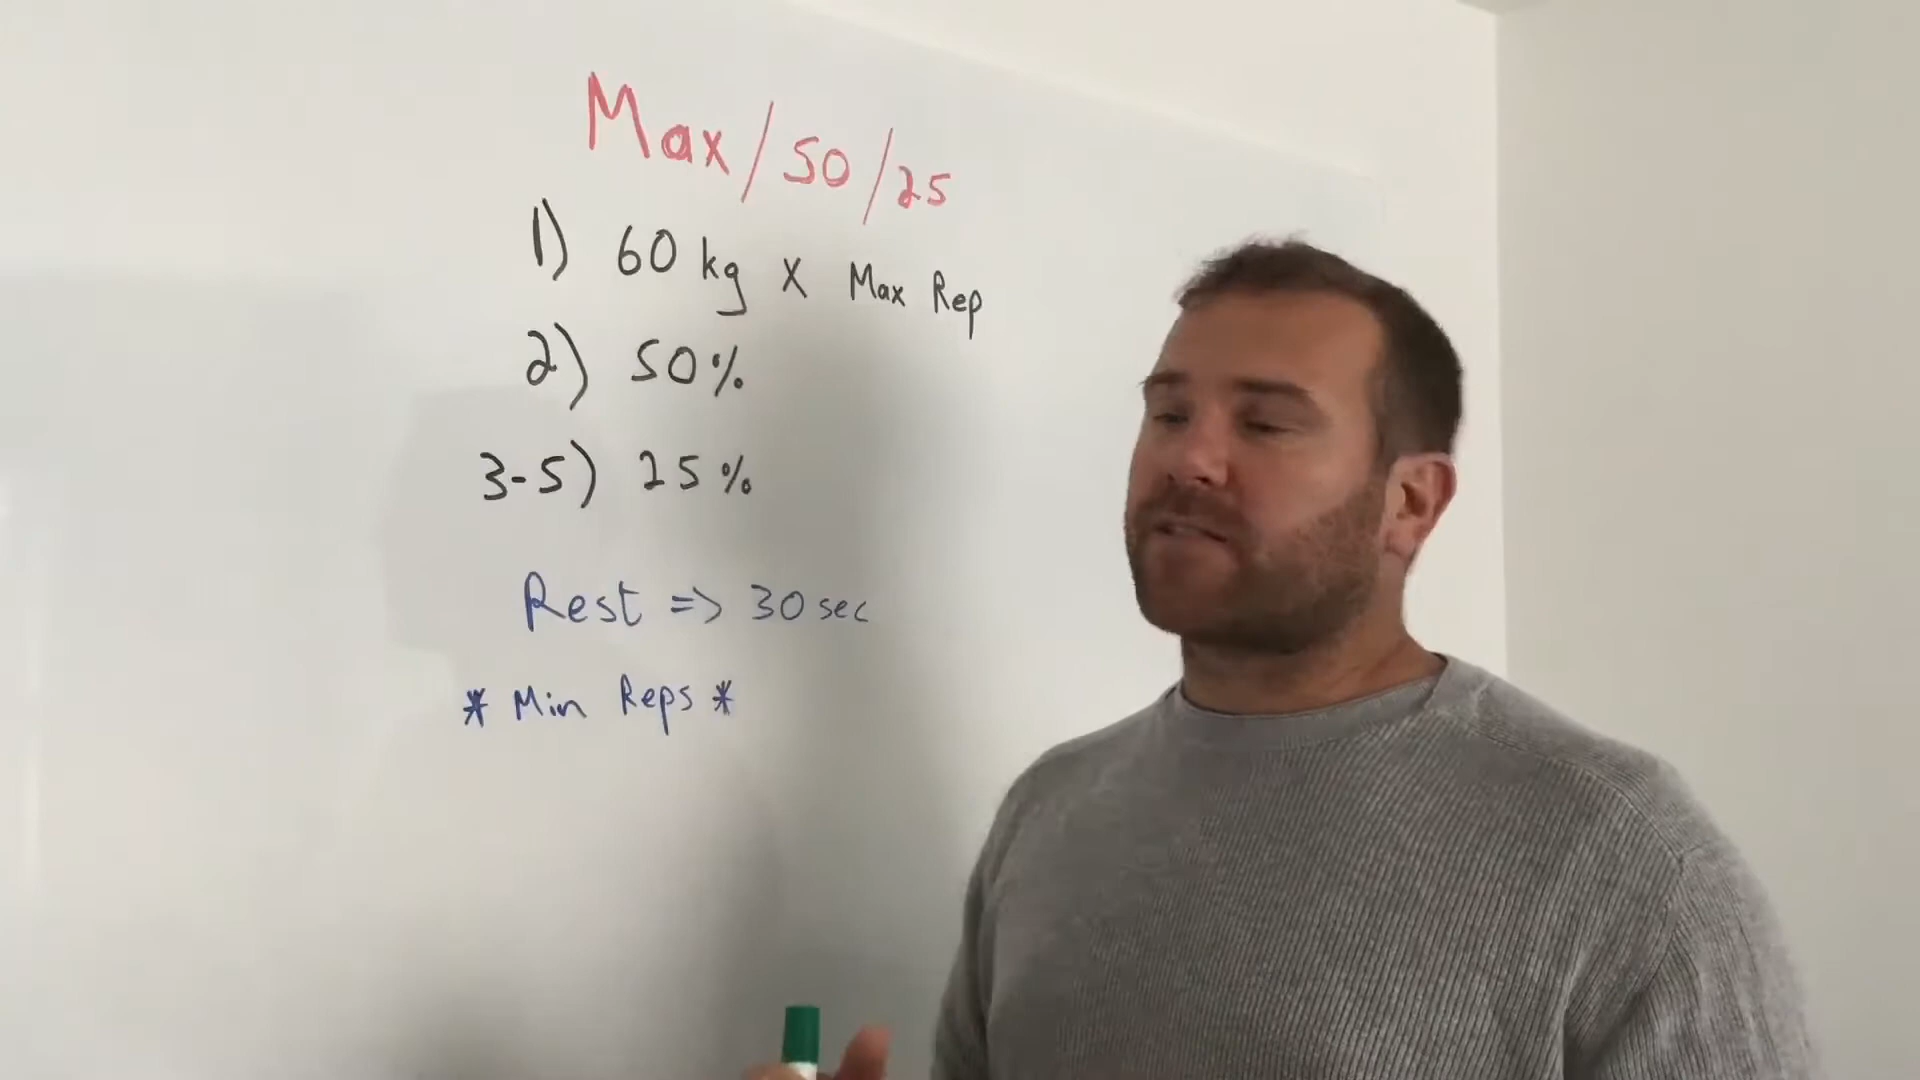 Max/50/25
1) 60 kg x Max Rep
2) 50%
3-5) 25%
Rest => 30 sec
* Min Reps *